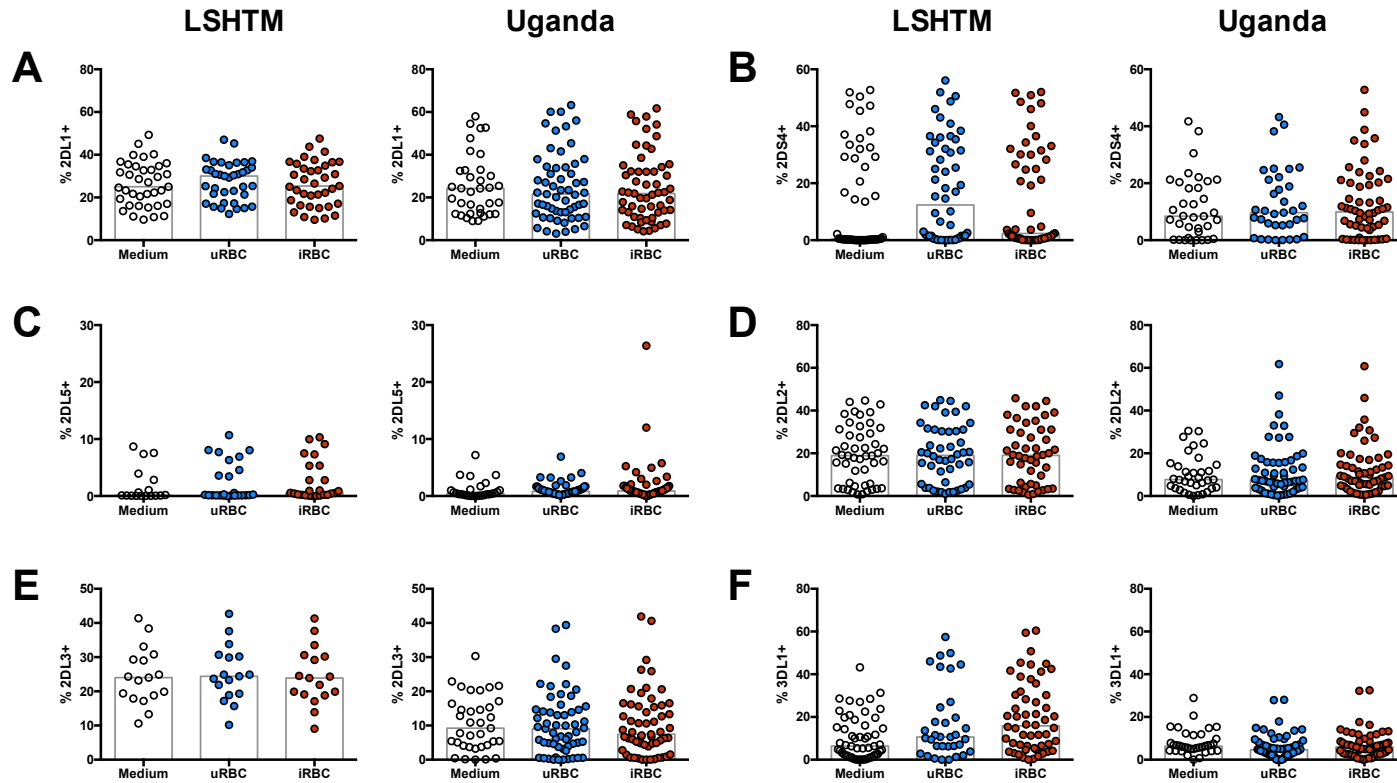 LSHTM Uganda LSHTM Uganda
A B
% 2DL1+ 80 60 40 20 0 Medium uRBC iRBC
% 2DL1+ 80 60 40 20 0 Medium uRBC iRBC
% 2DS4+ 60 40 20 0 Medium uRBC iRBC
% 2DS4+ 60 40 20 0 Medium uRBC iRBC
C D
% 2DL5+ 30 20 10 0 Medium uRBC iRBC
% 2DL5+ 30 20 10 0 Medium uRBC iRBC
% 2DL2+ 80 60 40 20 0 Medium uRBC iRBC
% 2DL2+ 80 60 40 20 0 Medium uRBC iRBC
E F
% 2DL3+ 50 40 30 20 10 0 Medium uRBC iRBC
% 2DL3+ 50 40 30 20 10 0 Medium uRBC iRBC
% 3DL1+ 80 60 40 20 0 Medium uRBC iRBC
% 3DL1+ 80 60 40 20 0 Medium uRBC iRBC